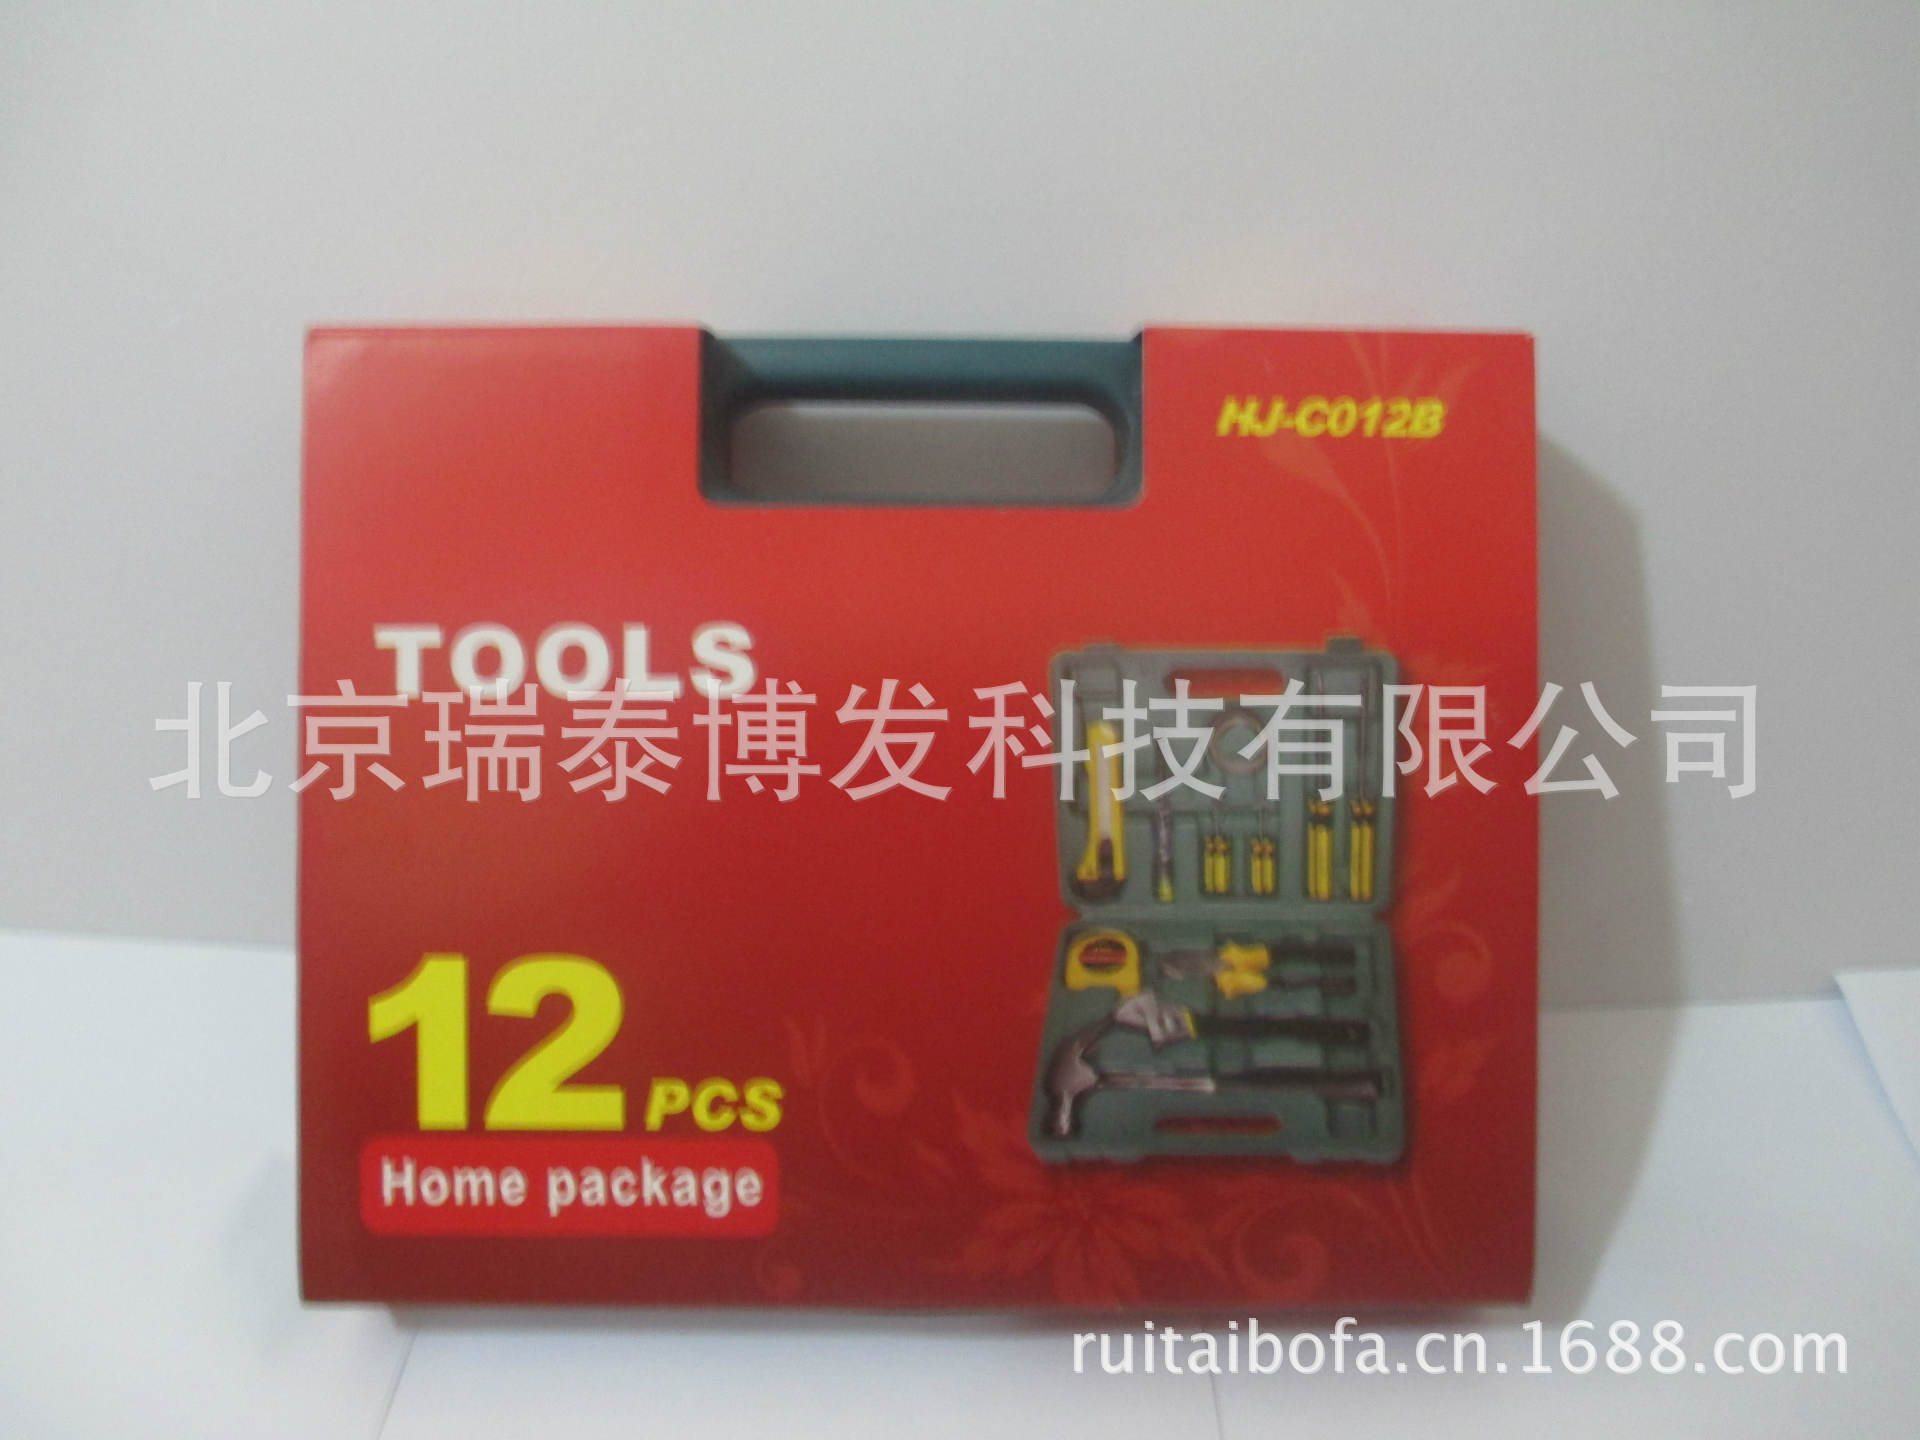 HJ-C012B
TOOLS
北京瑞泰博发科技有限公司
12 PCS
Home package
ruitaibofa.cn.1688.com